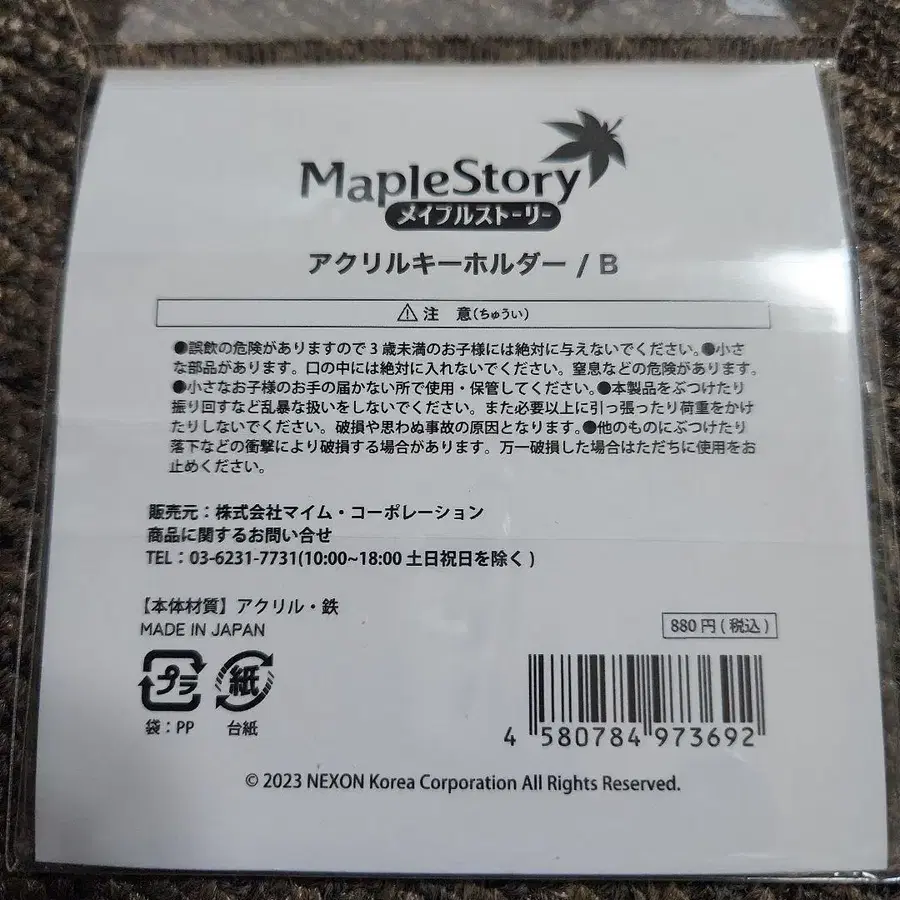 MapleStory
メイプルストーリー
アクリルキーホルダー / B
⚠ 注　意(ちゅうい)
●誤飲の危険がありますので3歳未満のお子様には絶対に与えないでください。●小さ
な部品があります。口の中には絶対に入れないでください。窒息などの危険があります。
●小さなお子様のお手の届かない所で使用・保管してください。●本製品をぶつけたり
振り回すなど乱暴な扱いをしないでください。また必要以上に引っ張ったり荷重をかけ
たりしないでください。破損や思わぬ事故の原因となります。●他のものにぶつけたり
落下などの衝撃により破損する場合があります。万一破損した場合はただちに使用をお
止めください。
販売元：株式会社マイム・コーポレーション
商品に関するお問い合せ
TEL：03-6231-7731(10:00~18:00 土日祝日を除く)
【本体材質】アクリル・鉄
MADE IN JAPAN
880円(税込)
プラ
紙
袋：PP
台紙
4 580784 973692
© 2023 NEXON Korea Corporation All Rights Reserved.